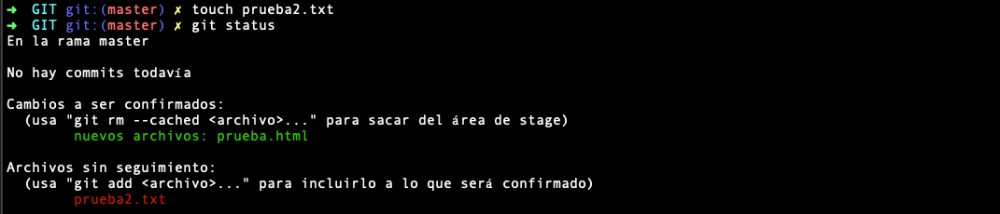 ➜ GIT git:(master) ✗ touch prueba2.txt
➜ GIT git:(master) ✗ git status
En la rama master
No hay commits todavía
Cambios a ser confirmados:
(usa "git rm --cached <archivo>..." para sacar del área de stage)
nuevos archivos: prueba.html
Archivos sin seguimiento:
(usa "git add <archivo>..." para incluirlo a lo que será confirmado)
prueba2.txt